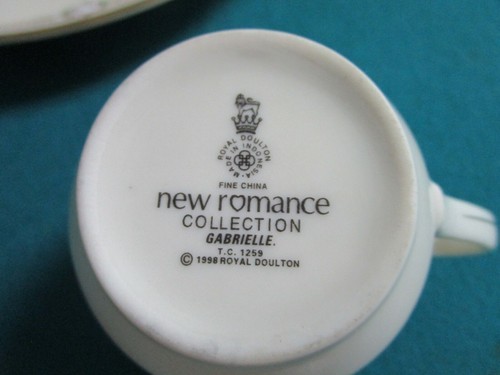 ROYAL DOULTON
MADE IN INDONESIA
FINE CHINA
new romance
COLLECTION
GABRIELLE.
T.C. 1259
© 1998 ROYAL DOULTON